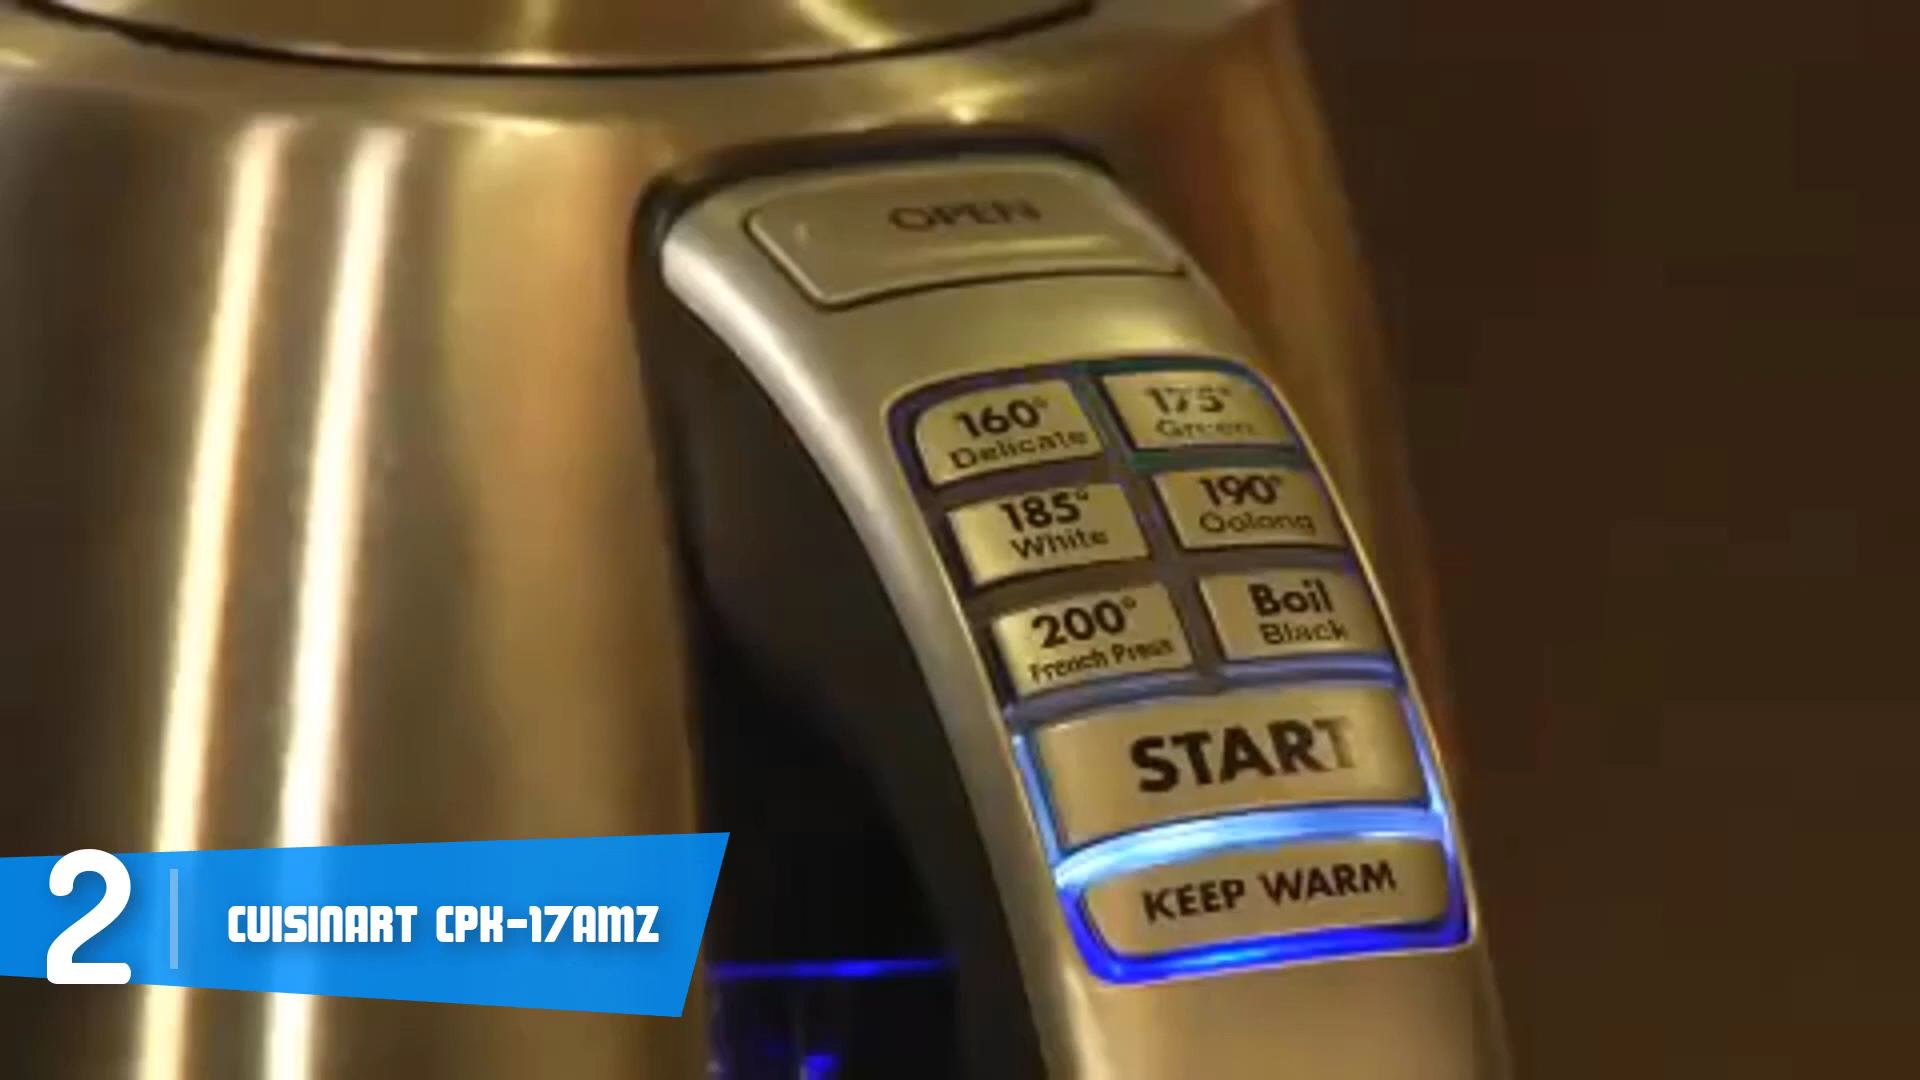 OPEN
160° 175°
Delicate Green
185° 190°
White Oolong
200° Boil
French Press Black
START
KEEP WARM
2 CUISINART CPK-17AMZ